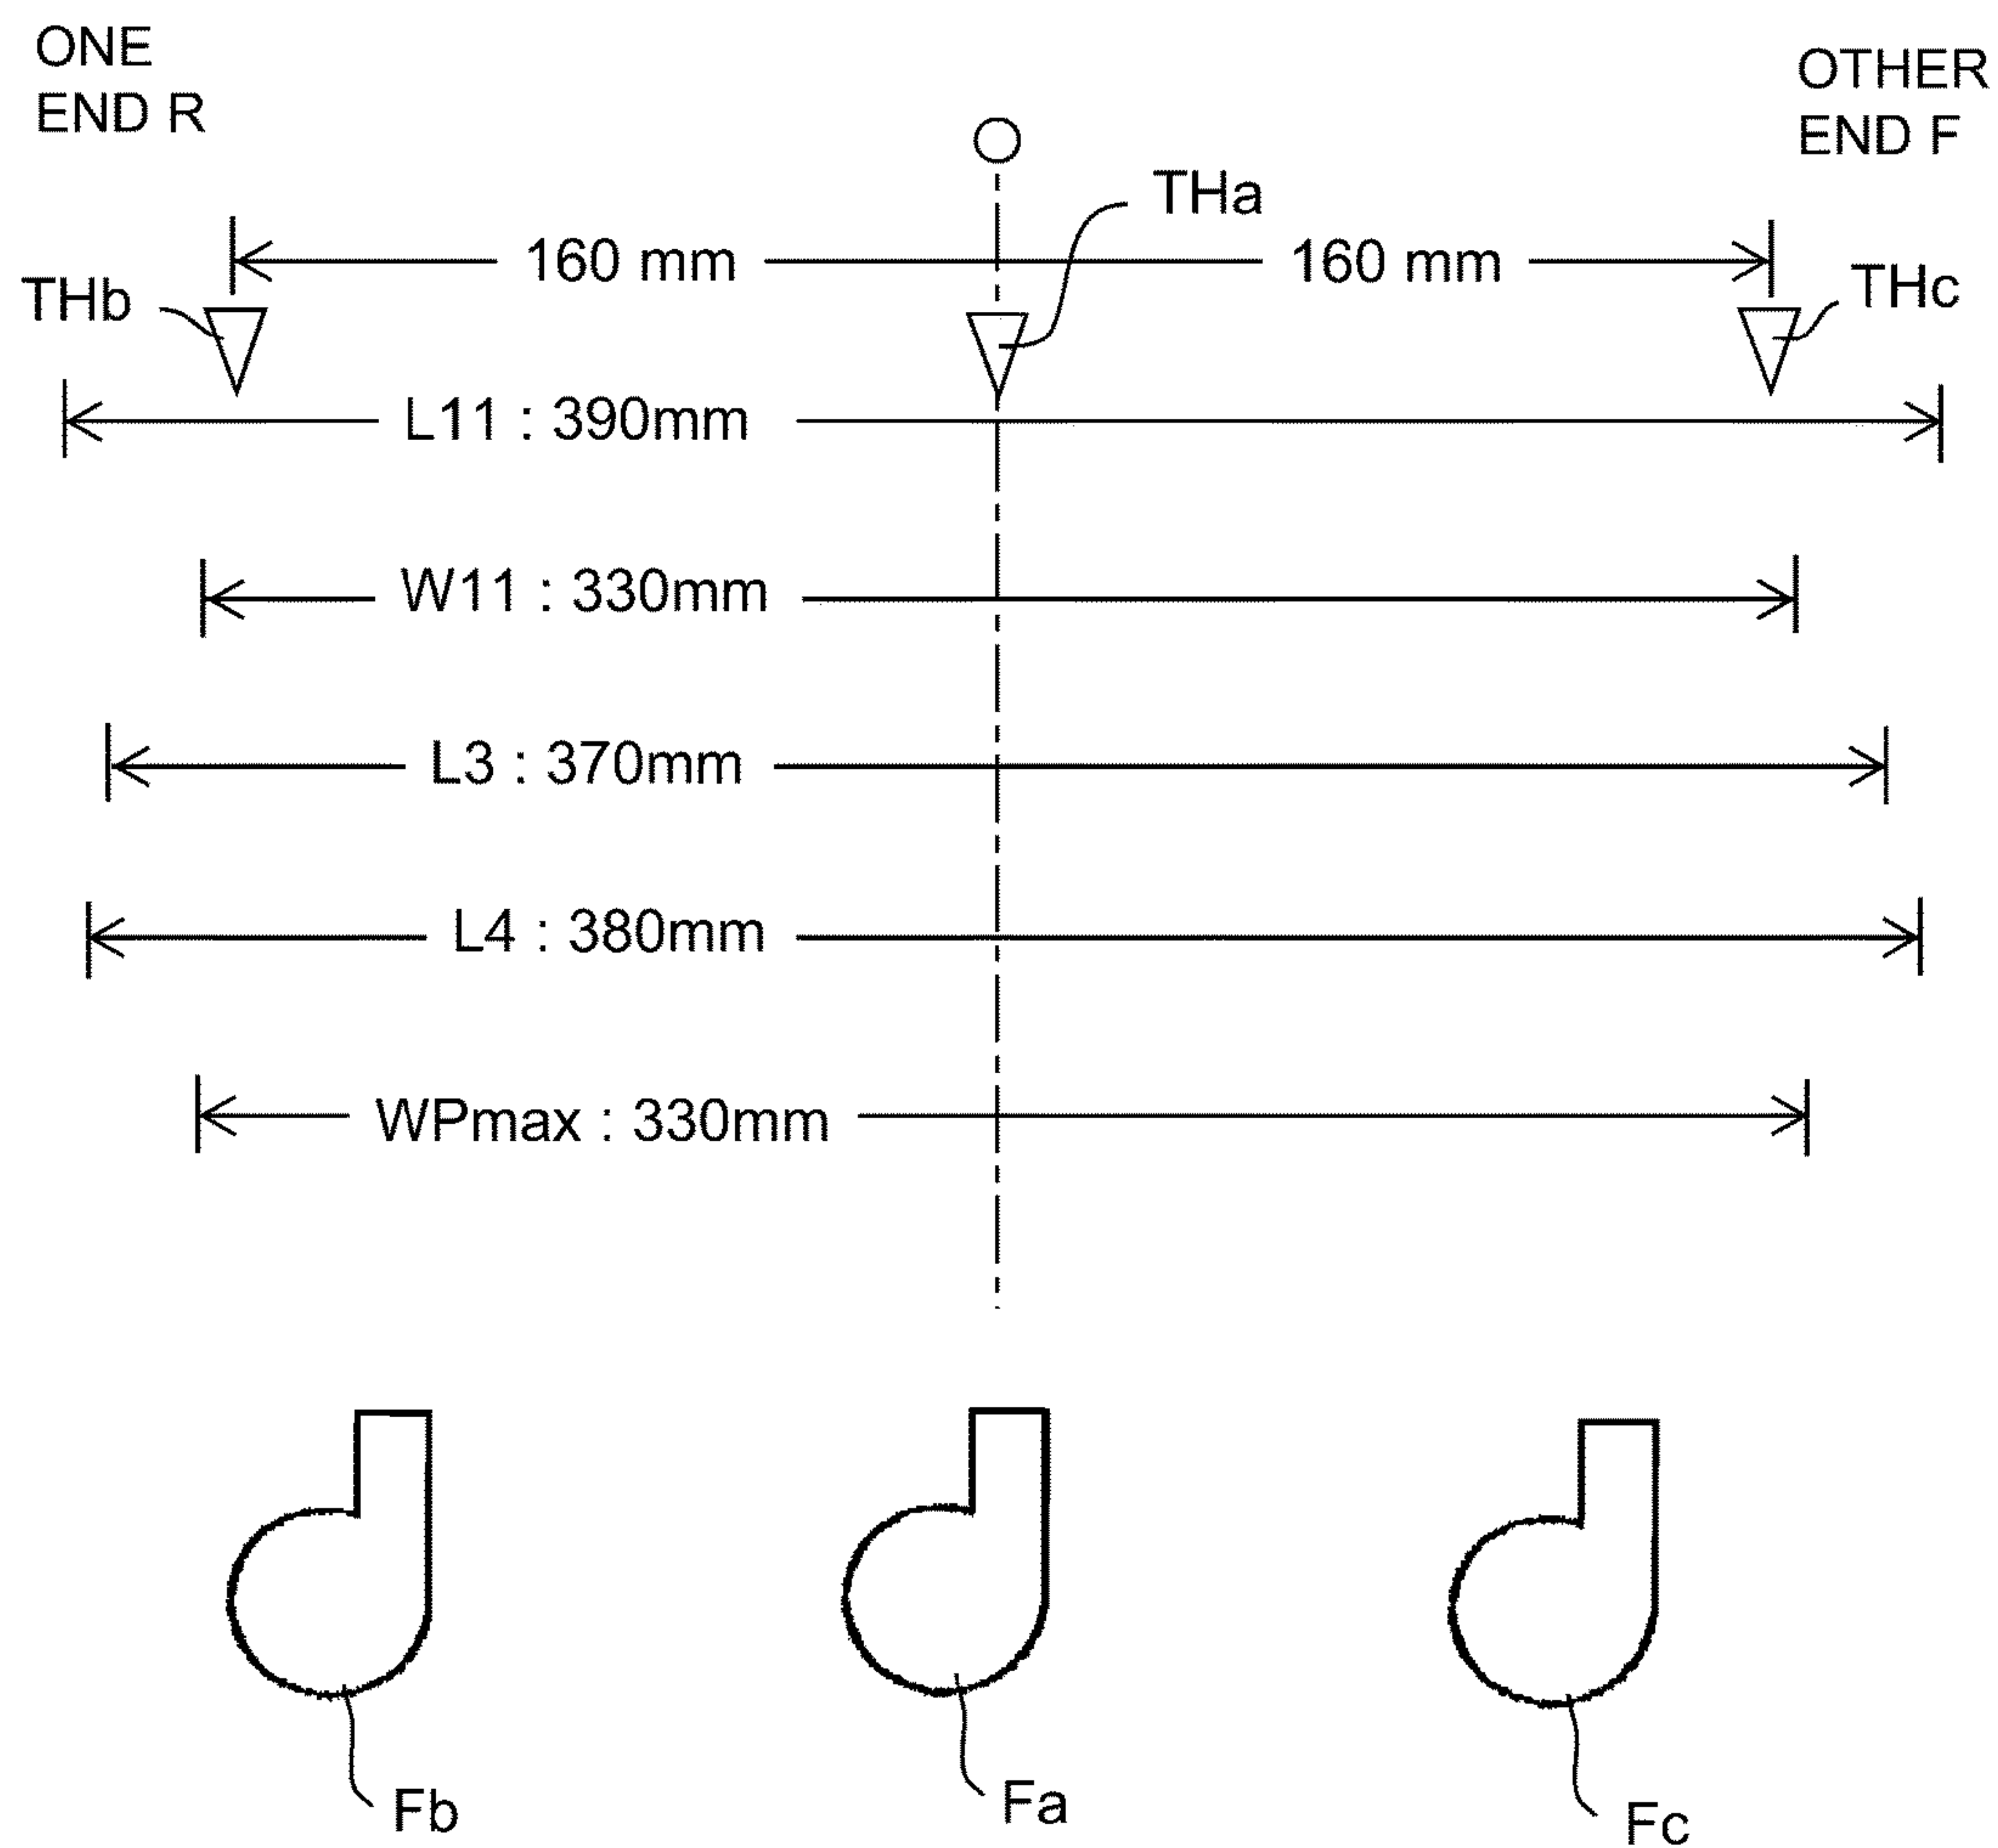 ONE
END R
OTHER
END F
O
THa
160 mm
160 mm
THb
THc
L11 : 390mm
W11 : 330mm
L3 : 370mm
L4 : 380mm
WPmax : 330mm
Fb
Fa
Fc